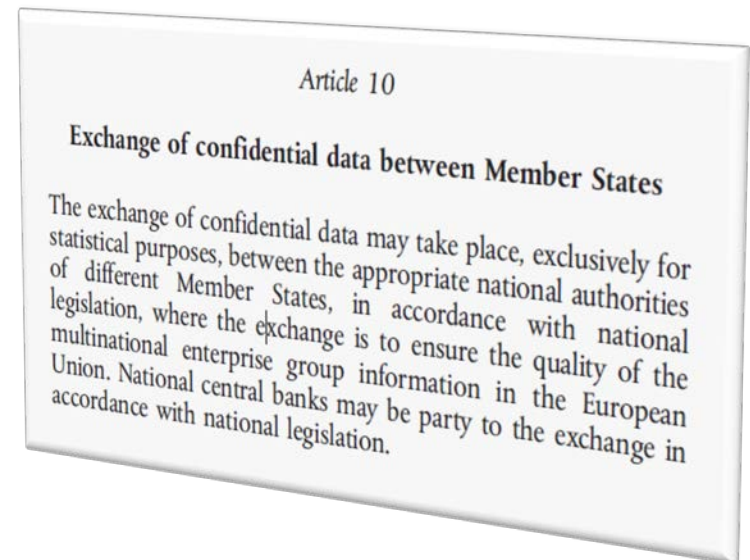 Article 10
Exchange of confidential data between Member States
The exchange of confidential data may take place, exclusively for
statistical purposes, between the appropriate national authorities
of different Member States, in accordance with national
legislation, where the exchange is to ensure the quality of the
multinational enterprise group information in the European
Union. National central banks may be party to the exchange in
accordance with national legislation.